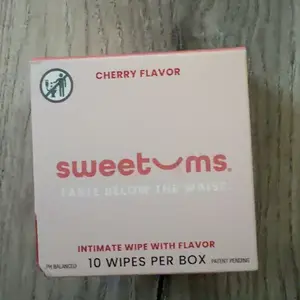 CHERRY FLAVOR
sweetums.
TASTE BELOW THE WAIST
INTIMATE WIPE WITH FLAVOR
PH BALANCED 10 WIPES PER BOX PATENT PENDING